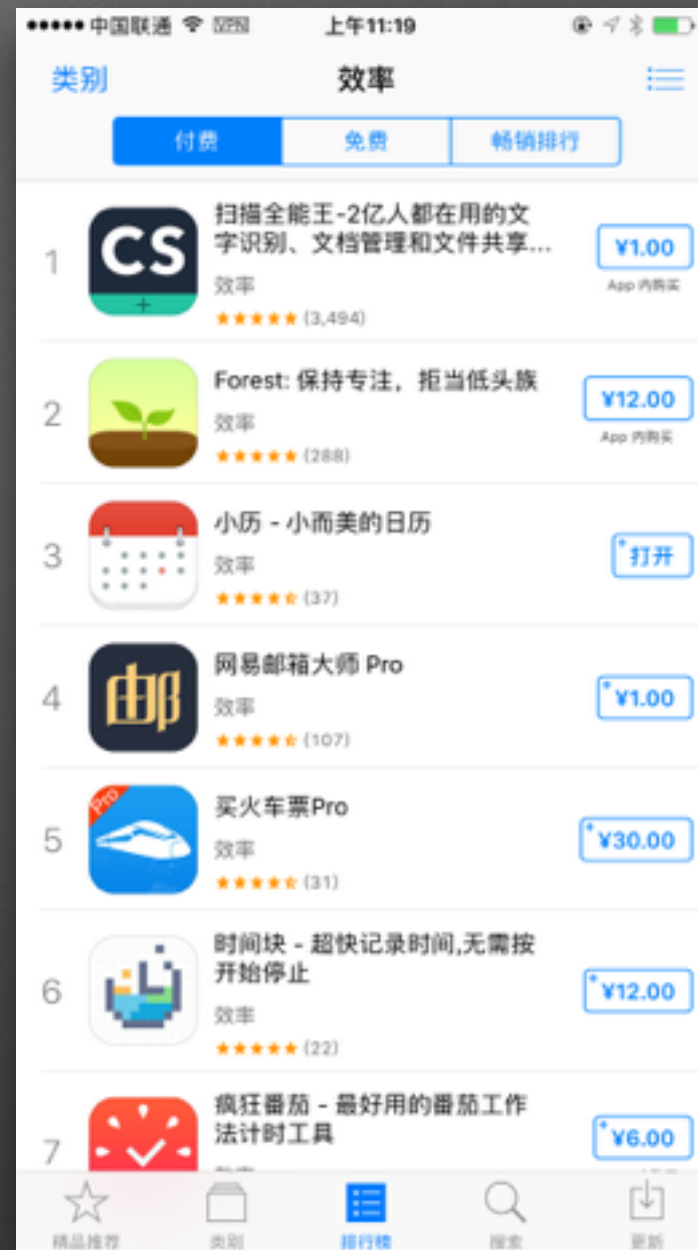 中国联通 VPN 上午11:19
类别 效率
付费 免费 畅销排行
1
CS
扫描全能王-2亿人都在用的文
字识别、文档管理和文件共享...
效率
(3,494)
¥1.00
App 内购买
2
Forest: 保持专注，拒当低头族
效率
(288)
¥12.00
App 内购买
3
小历 - 小而美的日历
效率
(37)
打开
4
邮
网易邮箱大师 Pro
效率
(107)
¥1.00
5
Pro
买火车票Pro
效率
(31)
¥30.00
6
时间块 - 超快记录时间,无需按
开始停止
效率
(22)
¥12.00
7
疯狂番茄 - 最好用的番茄工作
法计时工具
¥6.00
精品推荐 类别 排行榜 搜索 更新